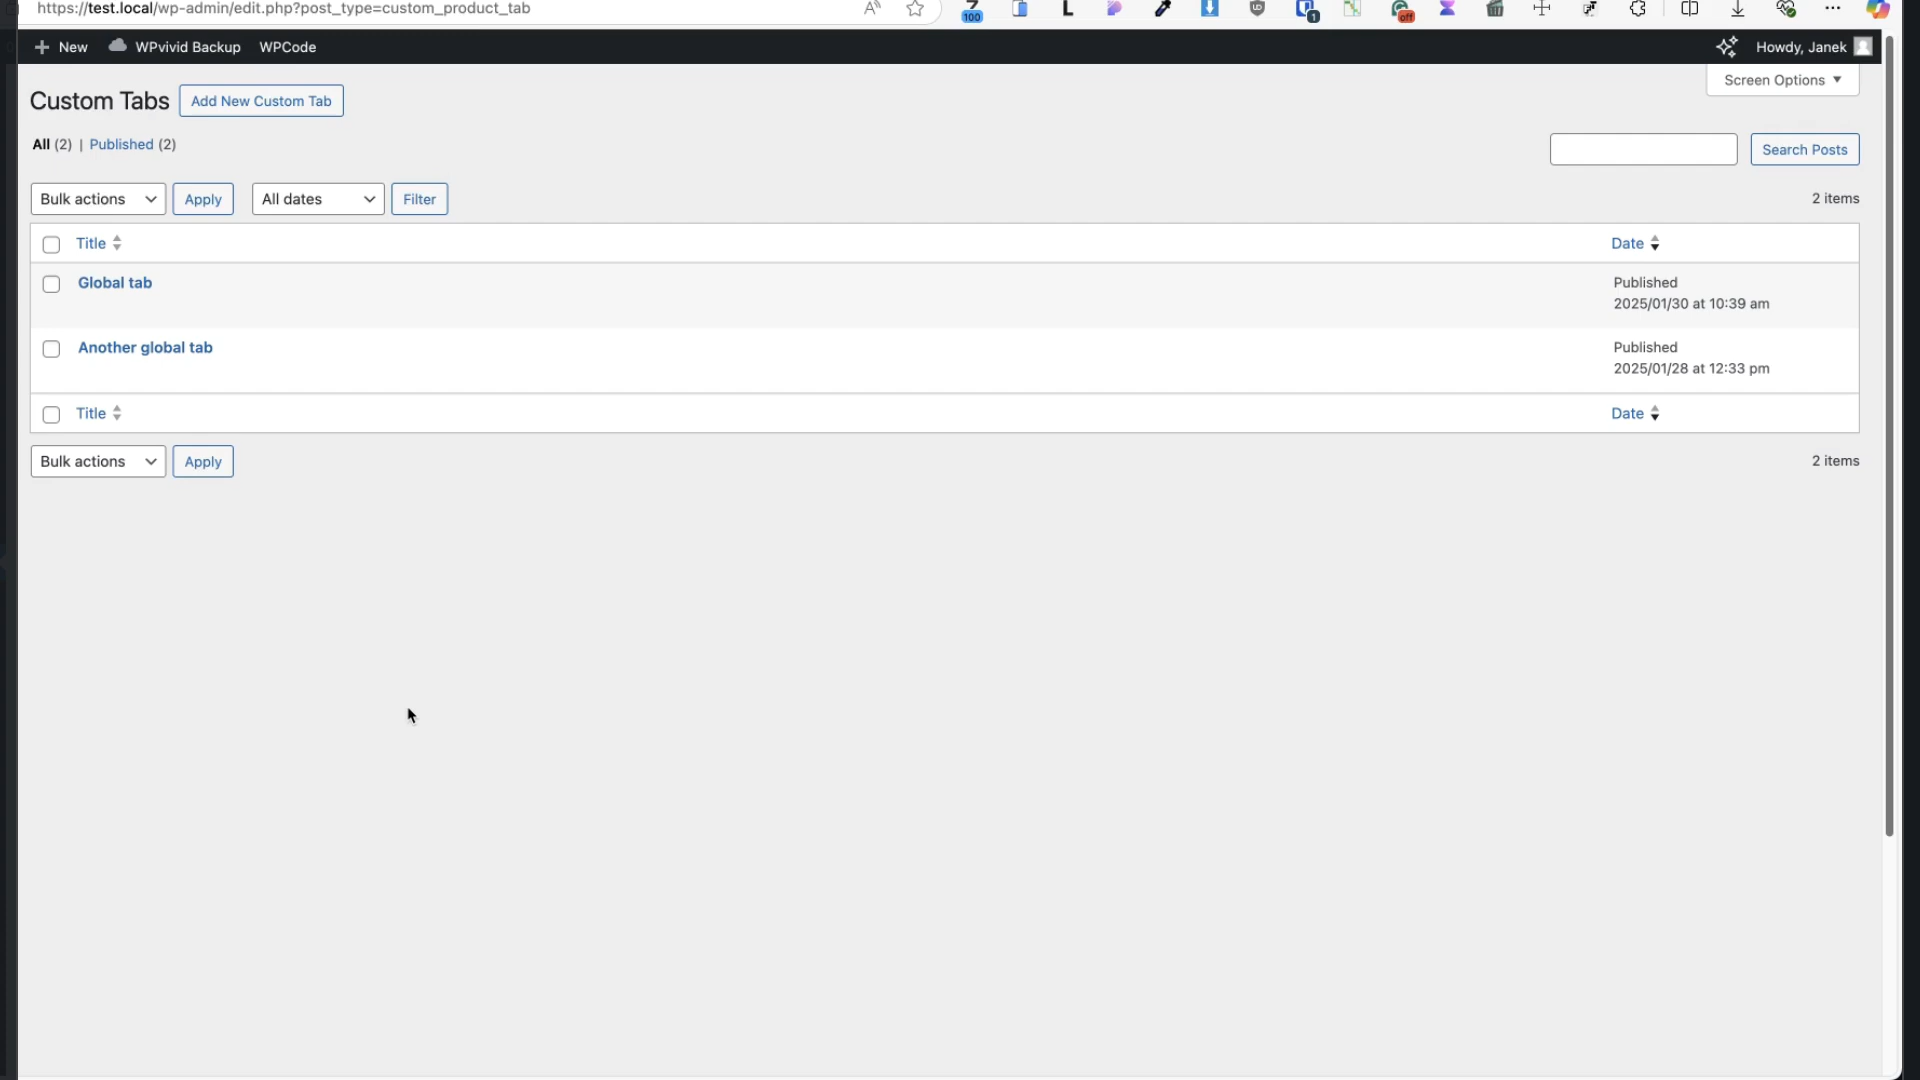 https://test.local/wp-admin/edit.php?post_type=custom_product_tab
100
L
1
off
New WPvivid Backup WPCode Howdy, Janek
Screen Options
Custom Tabs Add New Custom Tab
All (2) | Published (2)
Search Posts
Bulk actions Apply All dates Filter 2 items
Title Date
Global tab Published
2025/01/30 at 10:39 am
Another global tab Published
2025/01/28 at 12:33 pm
Title Date
Bulk actions Apply 2 items